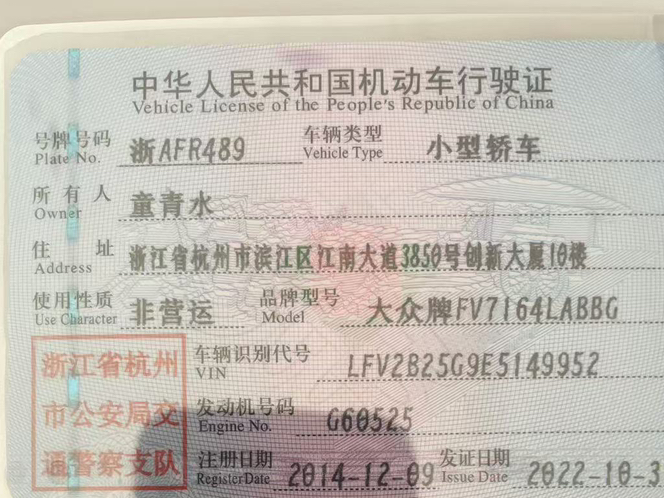 中华人民共和国机动车行驶证
Vehicle License of the People's Republic of China
号牌号码 浙AFR489 车辆类型 小型轿车
Plate No. Vehicle Type
所有人 童青水
Owner
住址 浙江省杭州市滨江区江南大道3850号创新大厦10楼
Address
使用性质 非营运 品牌型号 大众牌FV7164LABBG
Use Character Model
浙江省杭州市公安局交通警察支队
车辆识别代号 LFV2B25G9E5149952
VIN
发动机号码 G60525
Engine No.
注册日期 2014-12-09 发证日期 2022-10-3
Register Date Issue Date